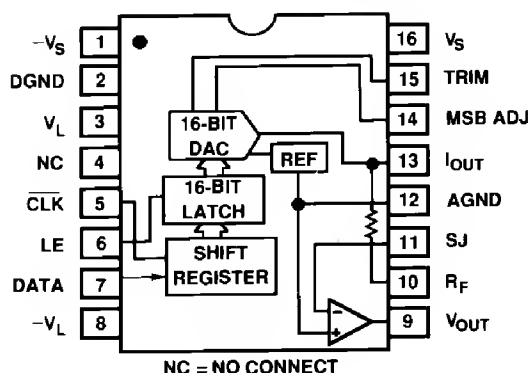 -VS 1
DGND 2
VL 3
NC 4
CLK 5
LE 6
DATA 7
-VL 8
16-BIT
DAC
REF
16-BIT
LATCH
SHIFT
REGISTER
-
+
16 VS
15 TRIM
14 MSB ADJ
13 IOUT
12 AGND
11 SJ
10 RF
9 VOUT
NC = NO CONNECT